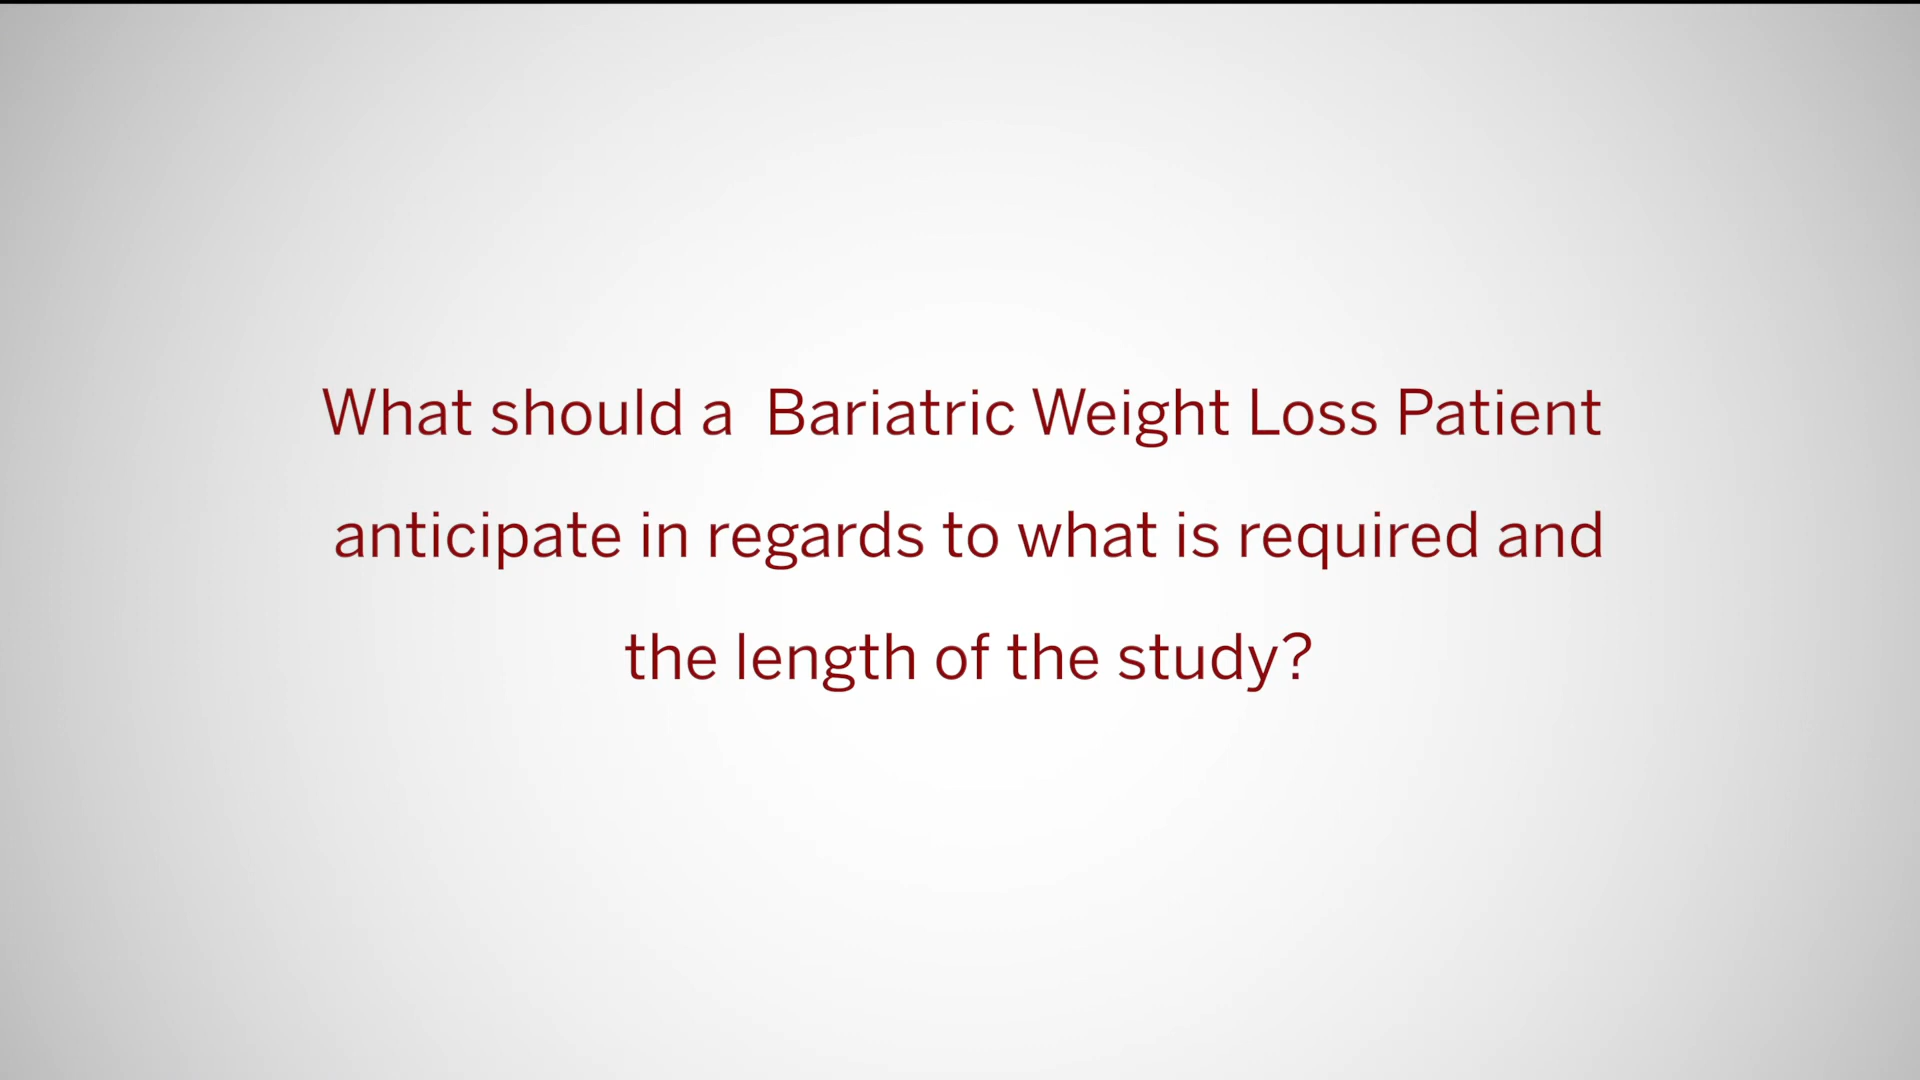 What should a  Bariatric Weight Loss Patient
anticipate in regards to what is required and
the length of the study?